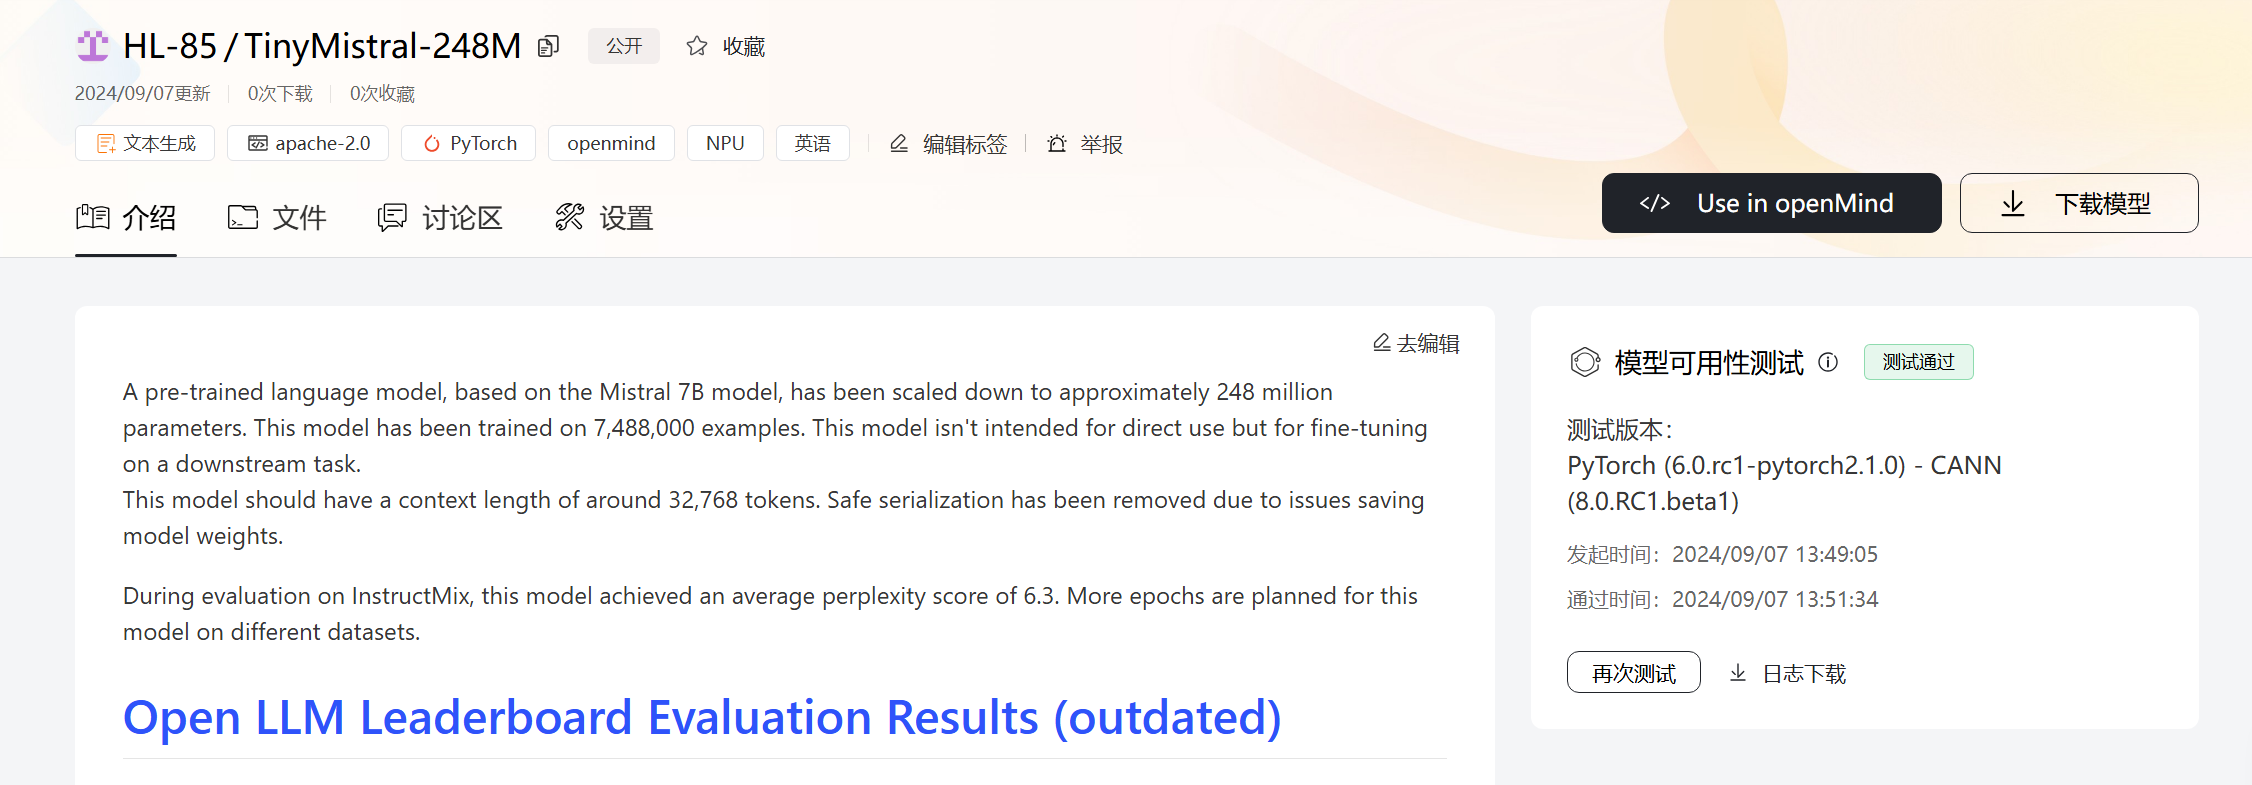 HL-85 / TinyMistral-248M 公开 收藏
2024/09/07更新 0次下载 0次收藏
文本生成 apache-2.0 PyTorch openmind NPU 英语 编辑标签 举报
介绍 文件 讨论区 设置
</> Use in openMind 下载模型
去编辑
A pre-trained language model, based on the Mistral 7B model, has been scaled down to approximately 248 million
parameters. This model has been trained on 7,488,000 examples. This model isn't intended for direct use but for fine-tuning
on a downstream task.
This model should have a context length of around 32,768 tokens. Safe serialization has been removed due to issues saving
model weights.
During evaluation on InstructMix, this model achieved an average perplexity score of 6.3. More epochs are planned for this
model on different datasets.
Open LLM Leaderboard Evaluation Results (outdated)
模型可用性测试 测试通过
测试版本：
PyTorch (6.0.rc1-pytorch2.1.0) - CANN
(8.0.RC1.beta1)
发起时间：2024/09/07 13:49:05
通过时间：2024/09/07 13:51:34
再次测试 日志下载